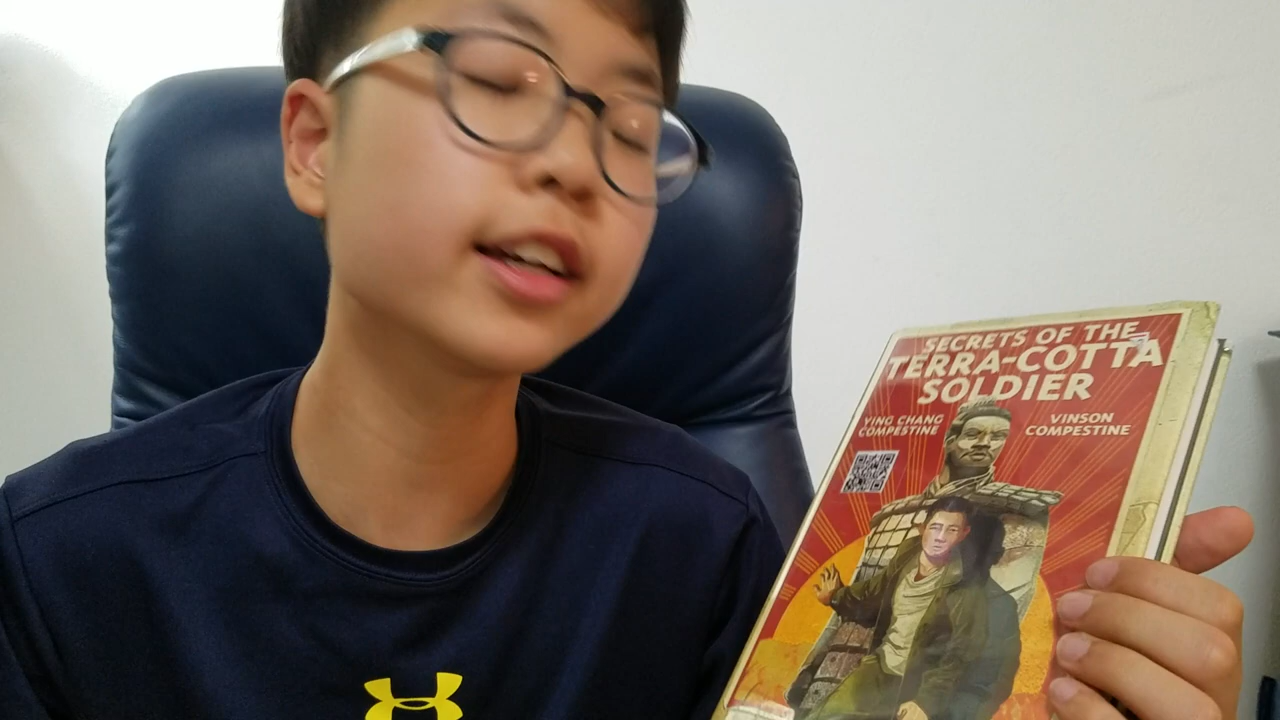 SECRETS OF THE
TERRA-COTTA
SOLDIER
YING CHANG
COMPESTINE
VINSON
COMPESTINE